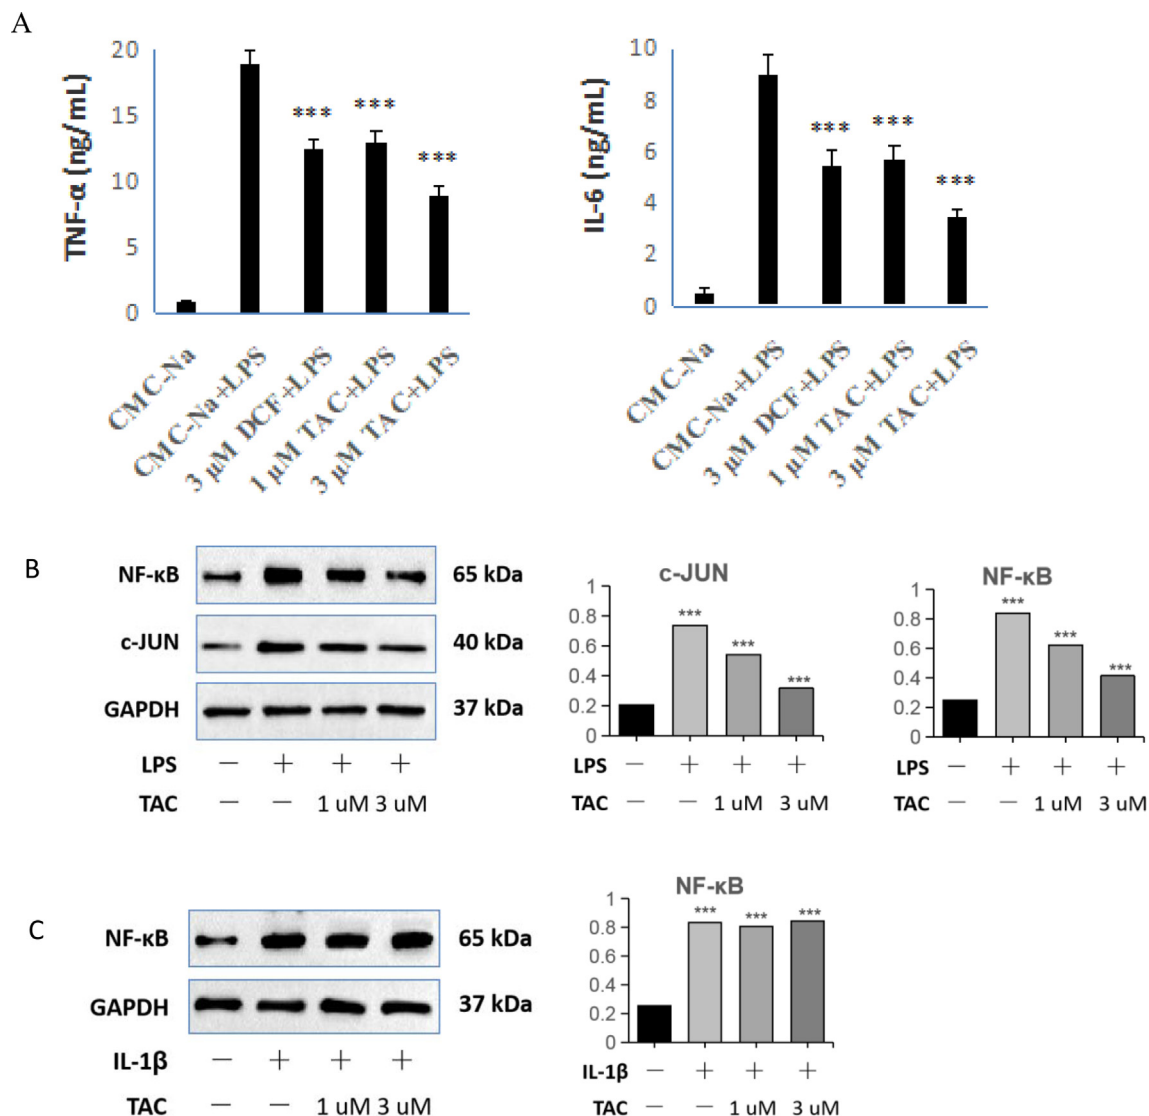 A
TNF-α (ng/mL)
20
15
10
5
0
***
***
***
CMC-Na
CMC-Na+LPS
3 μM DCF+LPS
1 μM TAC+LPS
3 μM TAC+LPS
IL-6 (ng/mL)
10
8
6
4
2
0
***
***
***
CMC-Na
CMC-Na+LPS
3 μM DCF+LPS
1 μM TAC+LPS
3 μM TAC+LPS
B
NF-κB 65 kDa
c-JUN 40 kDa
GAPDH 37 kDa
LPS — + + +
TAC — — 1 uM 3 uM
c-JUN
1
0.8
0.6
0.4
0.2
0
***
***
***
LPS — + + +
TAC — — 1 uM 3 uM
NF-κB
1
0.8
0.6
0.4
0.2
0
***
***
***
LPS — + + +
TAC — — 1 uM 3 uM
C
NF-κB 65 kDa
GAPDH 37 kDa
IL-1β — + + +
TAC — — 1 uM 3 uM
NF-κB
1
0.8
0.6
0.4
0.2
0
***
***
***
IL-1β — + + +
TAC — — 1 uM 3 uM